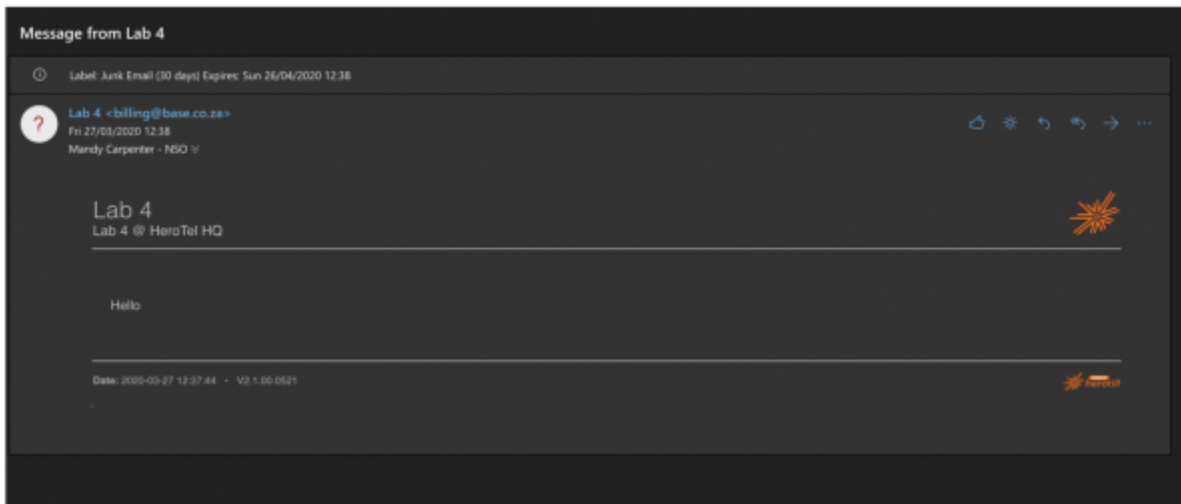 Message from Lab 4
Label: Junk Email (30 days) Expires: Sun 26/04/2020 12:38
?
Lab 4 <billing@base.co.za>
Fri 27/03/2020 12:38
Mandy Carpenter - NSO
Lab 4
Lab 4 @ HeroTel HQ
Hello
Date: 2020-03-27 12:37:44 • V2.1.00.0521
herotel